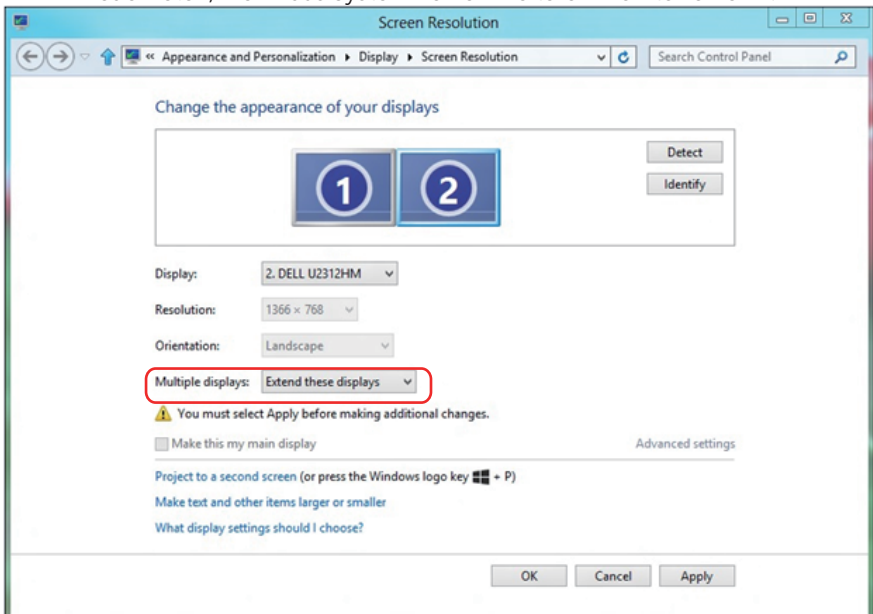 Screen Resolution
« Appearance and Personalization ▸ Display ▸ Screen Resolution Search Control Panel
Change the appearance of your displays
1 2
Detect
Identify
Display: 2. DELL U2312HM
Resolution: 1366 × 768
Orientation: Landscape
Multiple displays: Extend these displays
You must select Apply before making additional changes.
Make this my main display Advanced settings
Project to a second screen (or press the Windows logo key + P)
Make text and other items larger or smaller
What display settings should I choose?
OK Cancel Apply